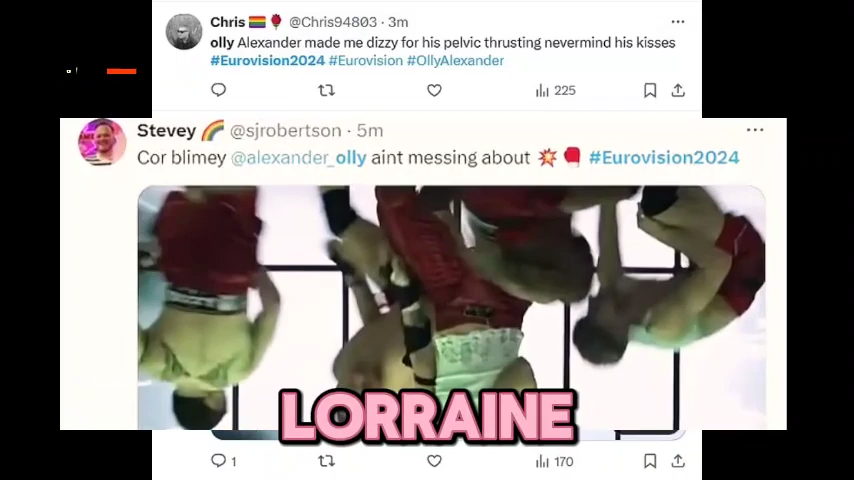 Chris @Chris94803 · 3m
olly Alexander made me dizzy for his pelvic thrusting nevermind his kisses
#Eurovision2024 #Eurovision #OllyAlexander
225
Stevey @sjrobertson · 5m
Cor blimey @alexander_olly aint messing about 💥🥊 #Eurovision2024
LORRAINE
1 170